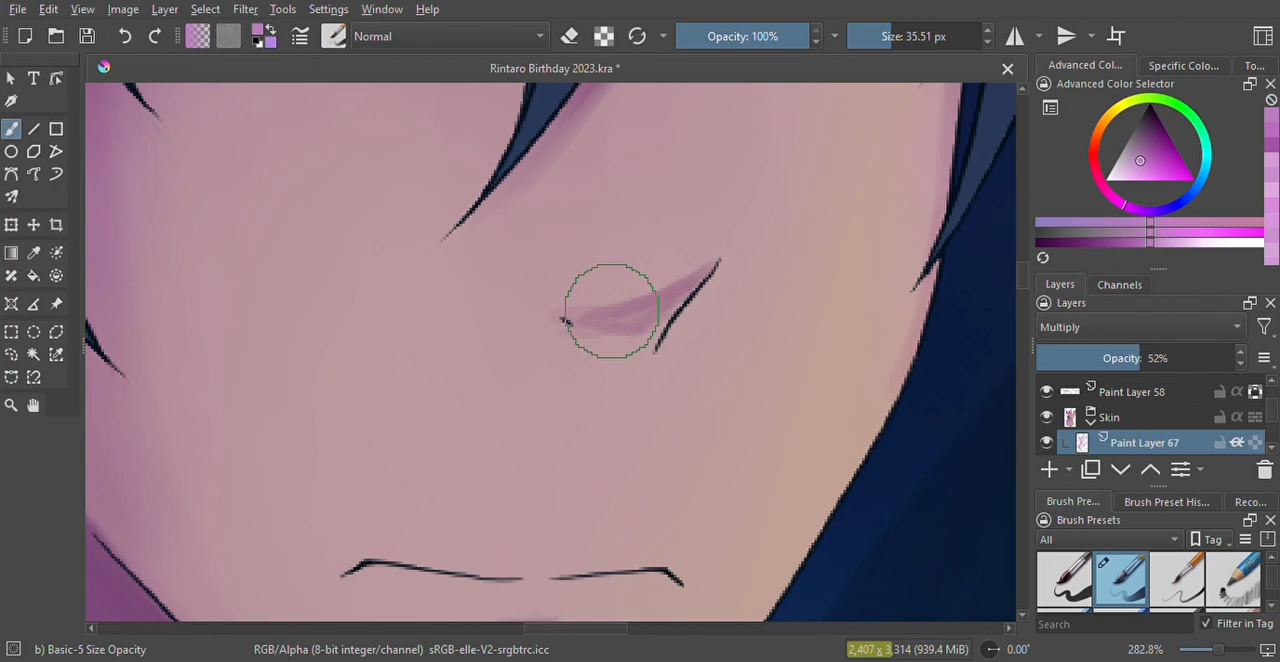 File Edit View Image Layer Select Filter Tools Settings Window Help
Normal Opacity: 100% Size: 35.51 px
Rintaro Birthday 2023.kra *
Advanced Col... Specific Colo... To...
Advanced Color Selector
Layers Channels
Layers
Multiply
Opacity: 52%
Paint Layer 58
Skin
Paint Layer 67
Brush Pre... Brush Preset His... Reco...
Brush Presets
All Tag
Search Filter in Tag
b) Basic-5 Size Opacity RGB/Alpha (8-bit integer/channel) sRGB-elle-V2-srgbtrc.icc 2,407 x 3,314 (939.4 MiB) 0.00° 282.8%